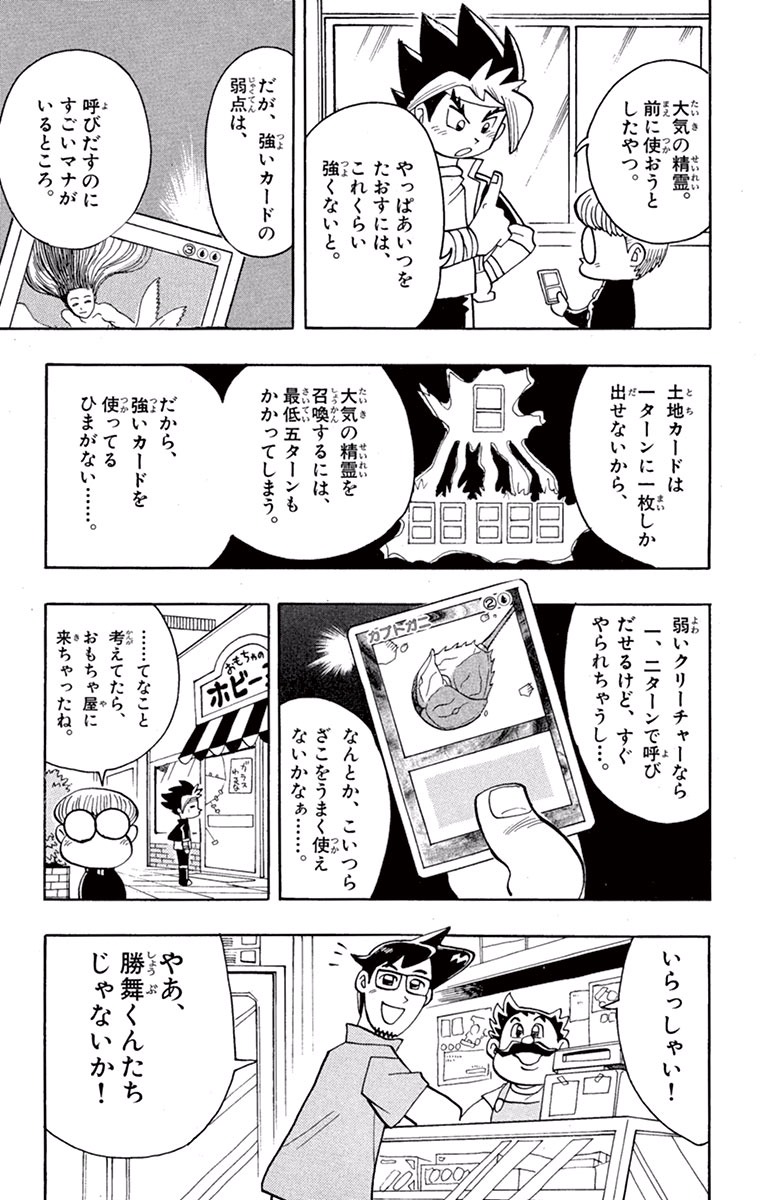 大気の精霊。
前に使おうと
したやつ。
やっぱあいつを
たおすには、
これくらい
強くないと。
だが、強いカードの
弱点は、
呼びだすのに
すごいマナが
いるところ。
③
土地カードは
一ターンに一枚しか
出せないから、
大気の精霊を
召喚するには、
最低五ターンも
かかってしまう。
だから、
強いカードを
使ってる
ひまがない……。
弱いクリーチャーなら
一、二ターンで呼び
だせるけど、すぐ
やられちゃうし…。
カブトガニ
②
なんとか、こいつら
ざこをうまく使え
ないかなぁ……。
おもちゃの
ホビー
ガラス
われるな
……てなこと
考えてたら、
おもちゃ屋に
来ちゃったね。
いらっしゃい！
やあ、
勝舞くんたち
じゃないか！